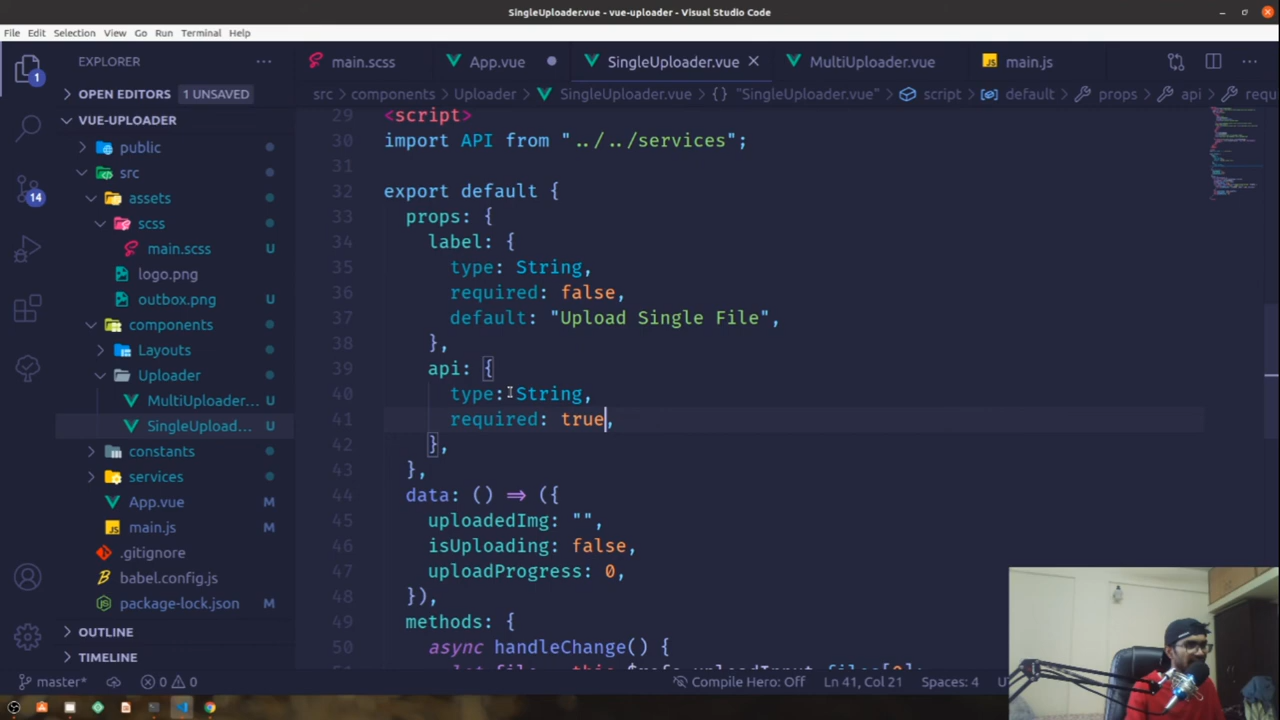 SingleUploader.vue - vue-uploader - Visual Studio Code
File Edit Selection View Go Run Terminal Help
EXPLORER
main.scss
App.vue
SingleUploader.vue
MultiUploader.vue
main.js
OPEN EDITORS 1 UNSAVED
src > components > Uploader > SingleUploader.vue > {} "SingleUploader.vue" > script > default > props > api > requ
VUE-UPLOADER
public
src
assets
scss
main.scss U
logo.png
outbox.png U
components
Layouts
Uploader
MultiUploader... U
SingleUpload... U
constants
services
App.vue M
main.js M
.gitignore
babel.config.js
package-lock.json M
OUTLINE
TIMELINE
1
14
29 <script>
30 import API from "../../services";
31
32 export default {
33 props: {
34 label: {
35 type: String,
36 required: false,
37 default: "Upload Single File",
38 },
39 api: {
40 type: String,
41 required: true,
42 },
43 },
44 data: () => ({
45 uploadedImg: "",
46 isUploading: false,
47 uploadProgress: 0,
48 }),
49 methods: {
50 async handleChange() {
master* 0 0 Compile Hero: Off Ln 41, Col 21 Spaces: 4